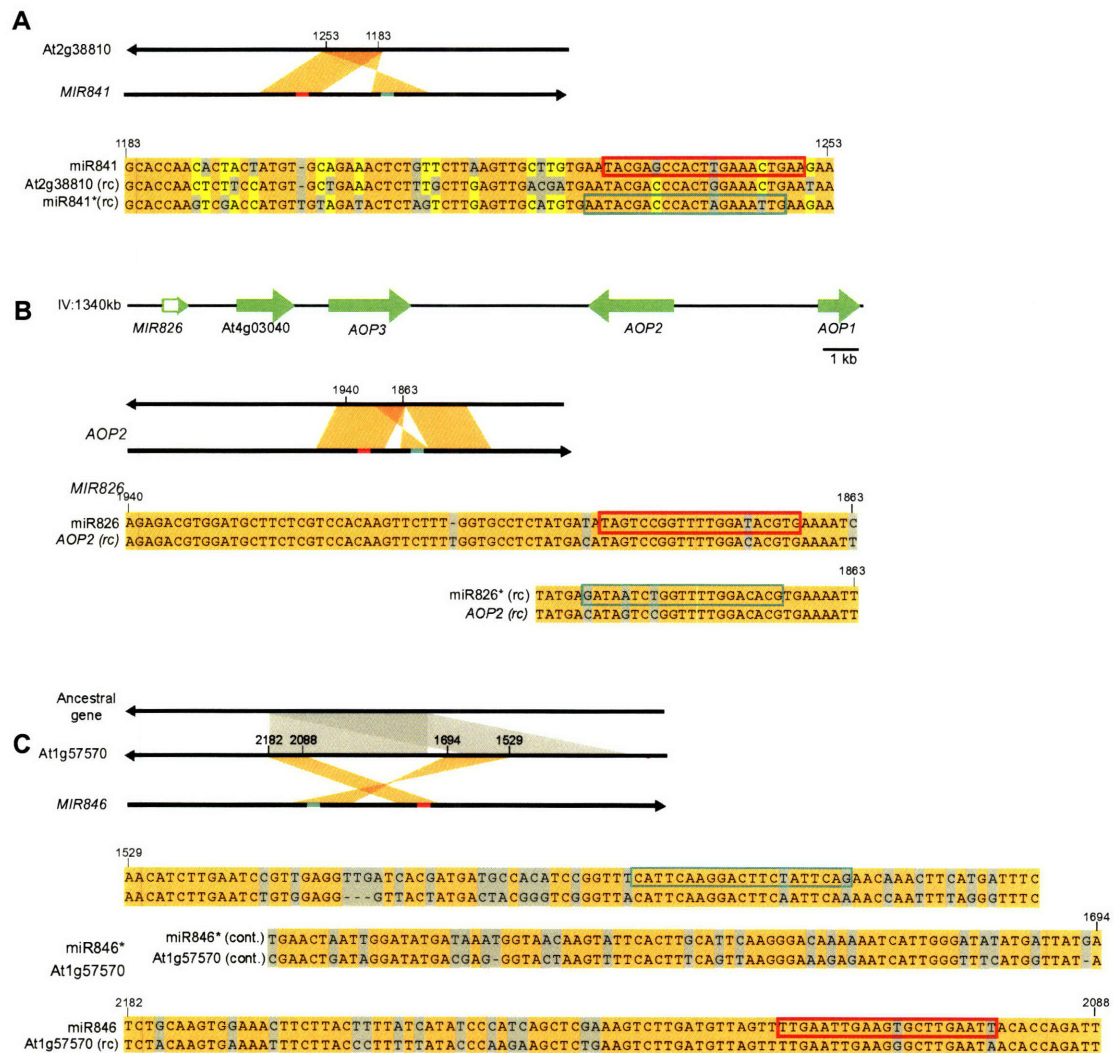 A
1253 1183
At2g38810
MIR841
1183 1253
miR841 GCACCAACACTACTATGT-GCAGAAACTCTGTTCTTAAGTTGCTTGTGAATACGAGCCACTTGAAACTGAAGAA
At2g38810 (rc) GCACCAACTCTTCCATGT-GCTGAAACTCTTTGCTTGAGTTGACGATGAATACGACCCACTGGAAACTGAATAA
miR841*(rc) GCACCAAGTCGACCATGTTGTAGATACTCTAGTCTTGAGTTGCATGTGAATACGACCCACTAGAAATTGAAGAA
B
IV:1340kb
MIR826 At4g03040 AOP3 AOP2 AOP1
1 kb
1940 1863
AOP2
MIR826
1940 1863
miR826 AGAGACGTGGATGCTTCTCGTCCACAAGTTCTTT-GGTGCCTCTATGATATAGTCCGGTTTTGGATACGTGAAAATC
AOP2 (rc) AGAGACGTGGATGCTTCTCGTCCACAAGTTCTTTTGGTGCCTCTATGACATAGTCCGGTTTTGGACACGTGAAAATT
1863
miR826* (rc) TATGAGATAATCTGGTTTTGGACACGTGAAAATT
AOP2 (rc) TATGACATAGTCCGGTTTTGGACACGTGAAAATT
Ancestral
gene
C
2182 2088 1694 1529
At1g57570
MIR846
1529
AACATCTTGAATCCGTTGAGGTTGATCACGATGATGCCACATCCGGTTTCATTCAAGGACTTCTATTCAGAACAAACTTCATGATTTC
AACATCTTGAATCTGTGGAGG---GTTACTATGACTACGGGTCGGGTTACATTCAAGGACTTCAATTCAAAACCAATTTTAGGGTTTC
1694
miR846* miR846* (cont.) TGAACTAATTGGATATGATAAATGGTAACAAGTATTCACTTGCATTCAAGGGACAAAAAATCATTGGGATATATGATTATGA
At1g57570 At1g57570 (cont.) CGAACTGATAGGATATGACGAG-GGTACTAAGTTTTCACTTTCAGTTAAGGGAAAGAGAATCATTGGGTTTCATGGTTAT-A
2182 2088
miR846 TCTGCAAGTGGAAACTTCTTACTTTTATCATATCCCATCAGCTCGAAAGTCTTGATGTTAGTTTTGAATTGAAGTGCTTGAATTACACCAGATT
At1g57570 (rc) TCTACAAGTGAAAATTTCTTACCCTTTTTATACCCAAGAAGCTCTGAAGTCTTGATGTTAGTTTTGAATTGAAGGGCTTGAATAACACCAGATT